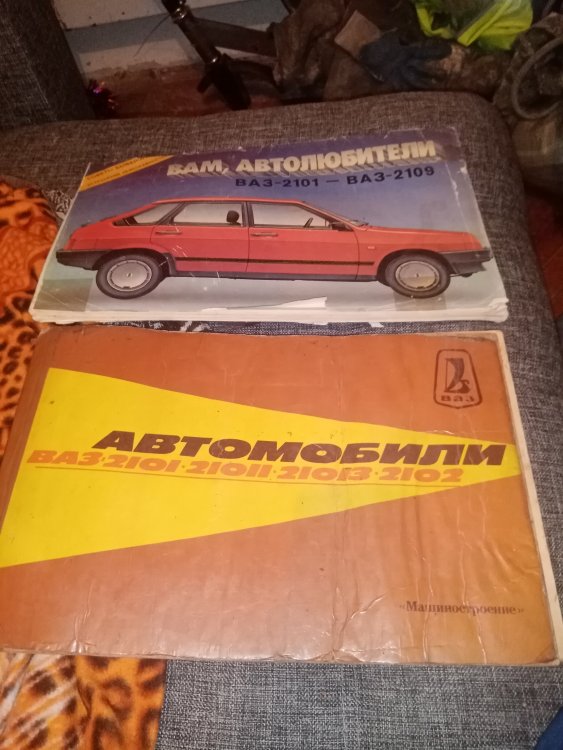 ВАМ, АВТОЛЮБИТЕЛИ
ВАЗ-2101 — ВАЗ-2109
ВАЗ
АВТОМОБИЛИ
ВАЗ·2101·21011·21013·2102
«Машиностроение»